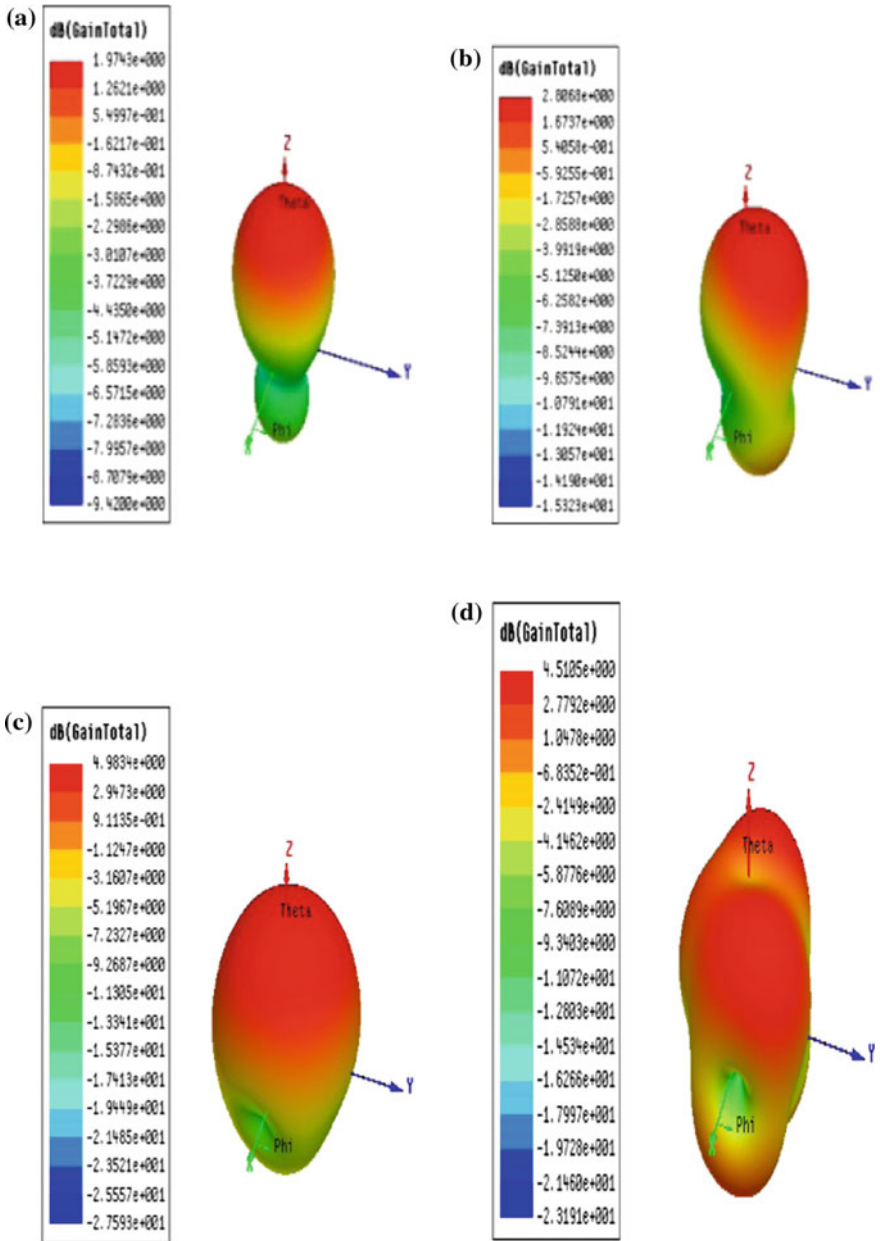 (a)
dB(GainTotal)
1.9743e+000
1.2621e+000
5.4997e-001
-1.6217e-001
-8.7432e-001
-1.5865e+000
-2.2986e+000
-3.0107e+000
-3.7229e+000
-4.4350e+000
-5.1472e+000
-5.8593e+000
-6.5715e+000
-7.2836e+000
-7.9957e+000
-8.7079e+000
-9.4200e+000
Z
Theta
Y
Phi
X
(b)
dB(GainTotal)
2.8068e+000
1.6737e+000
5.4058e-001
-5.9255e-001
-1.7257e+000
-2.8588e+000
-3.9919e+000
-5.1250e+000
-6.2582e+000
-7.3913e+000
-8.5244e+000
-9.6575e+000
-1.0791e+001
-1.1924e+001
-1.3057e+001
-1.4190e+001
-1.5323e+001
Z
Theta
Y
Phi
X
(c)
dB(GainTotal)
4.9834e+000
2.9473e+000
9.1135e-001
-1.1247e+000
-3.1607e+000
-5.1967e+000
-7.2327e+000
-9.2687e+000
-1.1305e+001
-1.3341e+001
-1.5377e+001
-1.7413e+001
-1.9449e+001
-2.1485e+001
-2.3521e+001
-2.5557e+001
-2.7593e+001
Z
Theta
Y
Phi
X
(d)
dB(GainTotal)
4.5105e+000
2.7792e+000
1.0478e+000
-6.8352e-001
-2.4149e+000
-4.1462e+000
-5.8776e+000
-7.6089e+000
-9.3403e+000
-1.1072e+001
-1.2803e+001
-1.4534e+001
-1.6266e+001
-1.7997e+001
-1.9728e+001
-2.1460e+001
-2.3191e+001
Z
Theta
Y
Phi
X